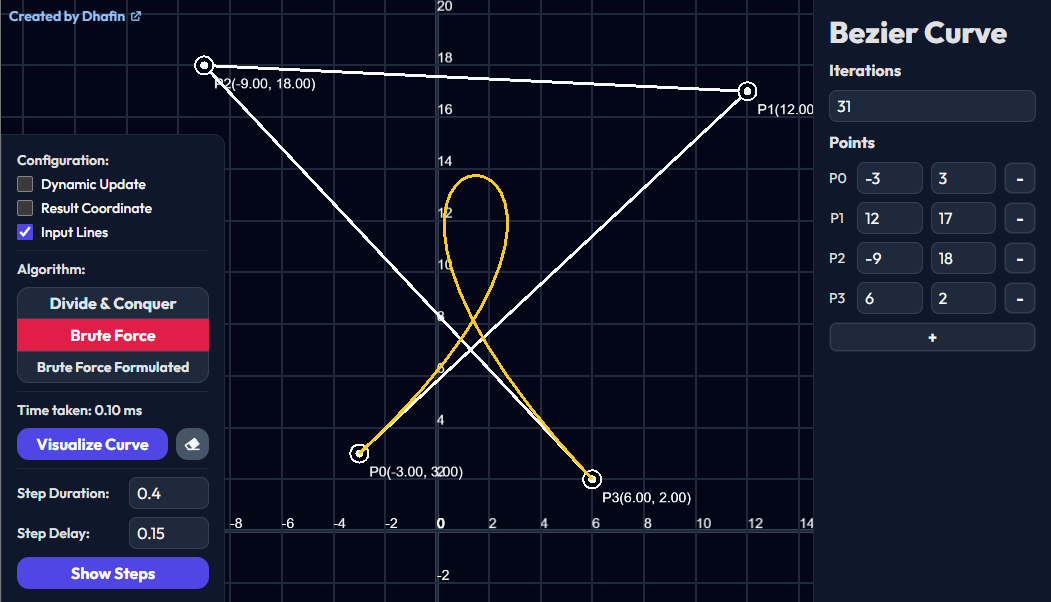 Created by Dhafin
Configuration:
Dynamic Update
Result Coordinate
Input Lines
Algorithm:
Divide & Conquer
Brute Force
Brute Force Formulated
Time taken: 0.10 ms
Visualize Curve
Step Duration:
0.4
Step Delay:
0.15
Show Steps
20
18
16
14
12
10
8
6
4
-2
-8 -6 -4 -2 0 2 4 6 8 10 12 14
P2(-9.00, 18.00)
P1(12.00
P0(-3.00, 3.00)
P3(6.00, 2.00)
Bezier Curve
Iterations
31
Points
P0 -3 3 -
P1 12 17 -
P2 -9 18 -
P3 6 2 -
+